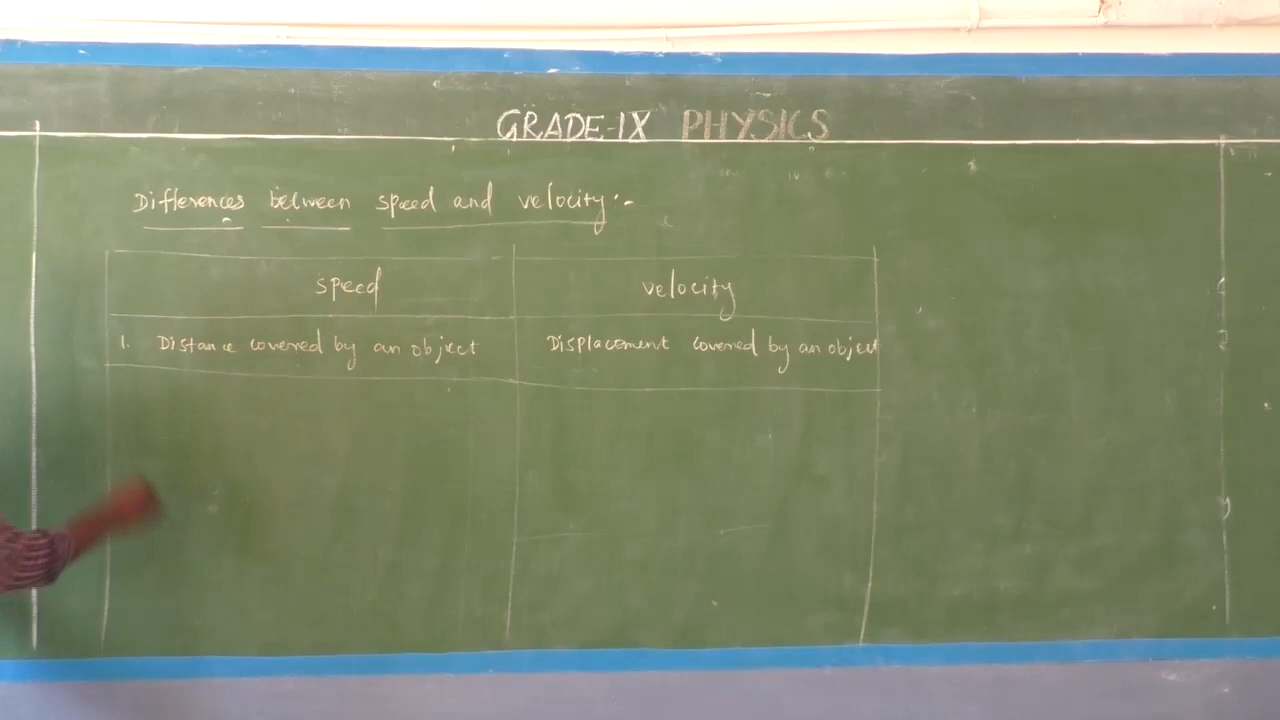 GRADE-IX PHYSICS
Differences between speed and velocity:-
speed velocity
1. Distance covered by an object Displacement covered by an object